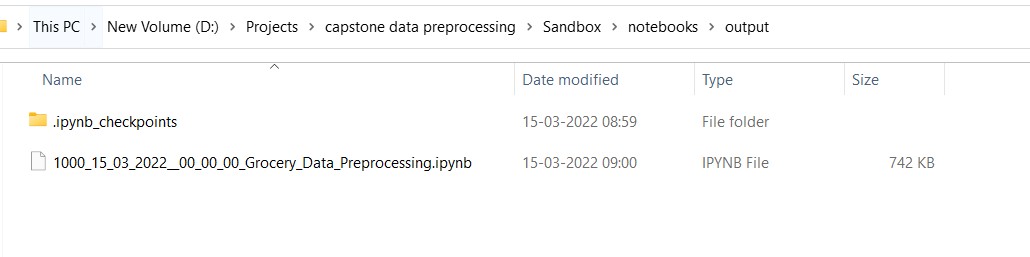 This PC > New Volume (D:) > Projects > capstone data preprocessing > Sandbox > notebooks > output
Name Date modified Type Size
.ipynb_checkpoints 15-03-2022 08:59 File folder
1000_15_03_2022__00_00_00_Grocery_Data_Preprocessing.ipynb 15-03-2022 09:00 IPYNB File 742 KB